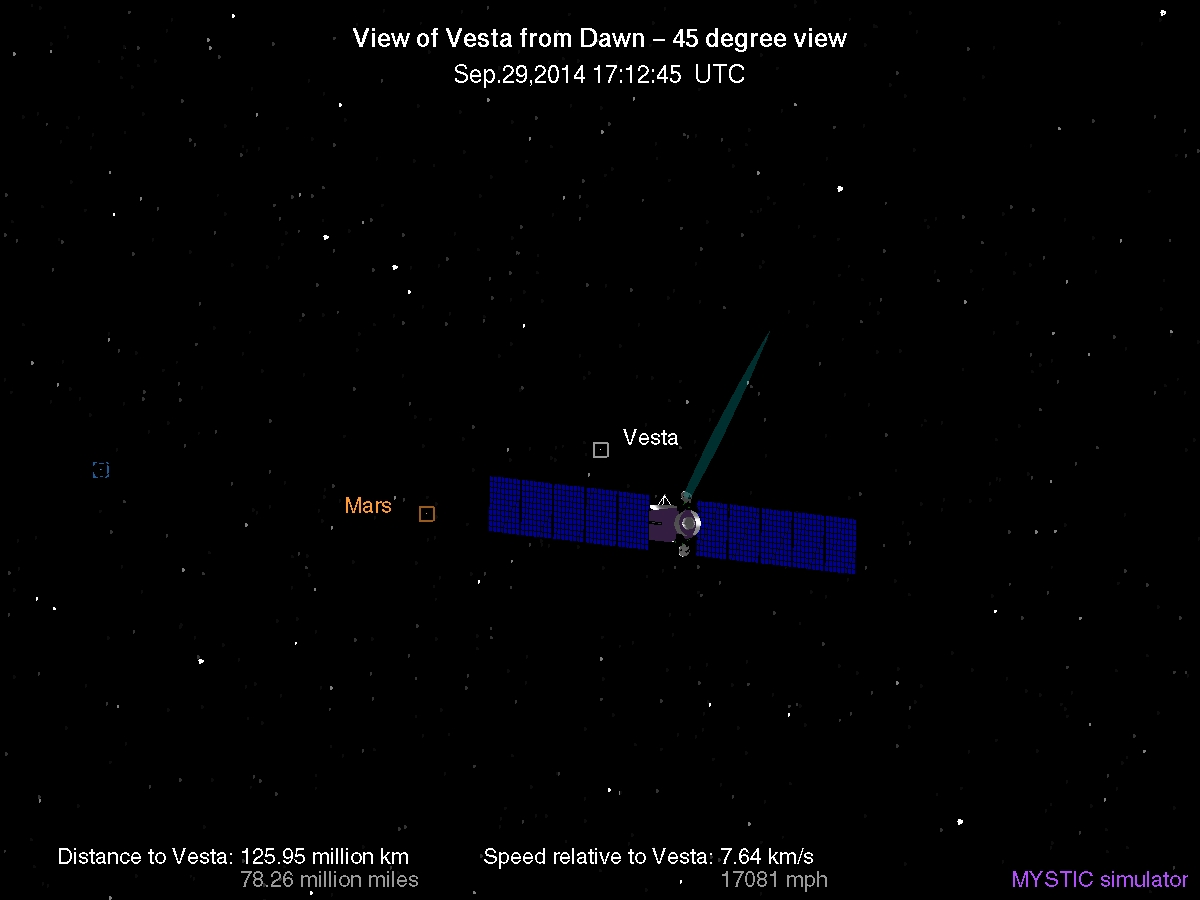 View of Vesta from Dawn – 45 degree view
Sep.29,2014 17:12:45 UTC
Vesta
Mars
Distance to Vesta: 125.95 million km
78.26 million miles
Speed relative to Vesta: 7.64 km/s
17081 mph
MYSTIC simulator